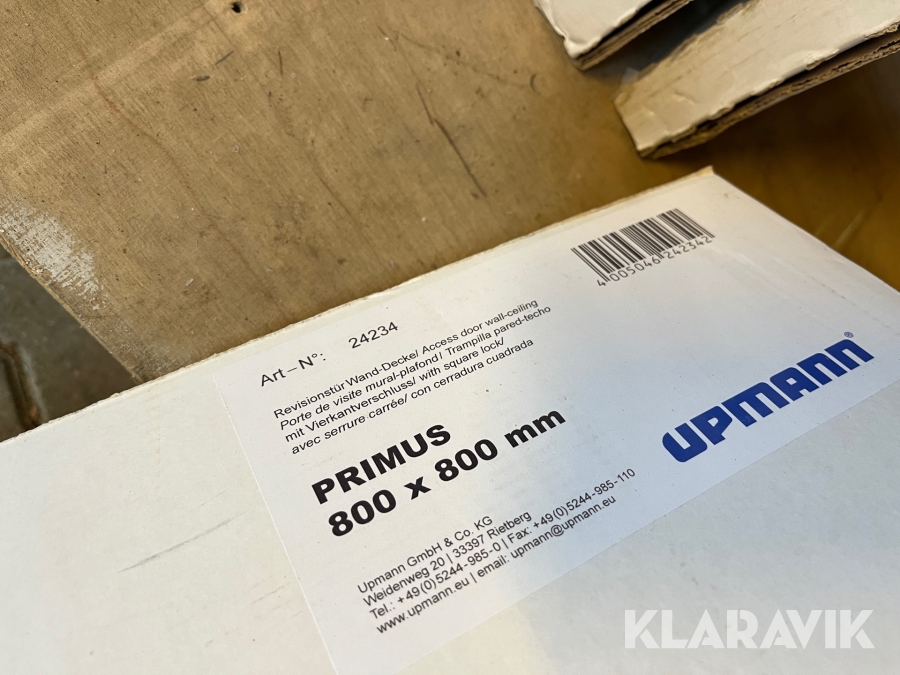 Art-N°: 24234
4 005046 242342
Revisionstür Wand-Decke/ Access door wall-ceiling
Porte de visite mural-plafond/ Trampilla pared-techo
mit Vierkantverschluss/ with square lock/
avec serrure carrée/ con cerradura cuadrada
PRIMUS
800 x 800 mm
UPMANN®
Upmann GmbH & Co. KG
Weidenweg 20 | 33397 Rietberg
Tel.: +49(0)5244-985-0 | Fax: +49(0)5244-985-110
www.upmann.eu | email: upmann@upmann.eu
KLARAVIK